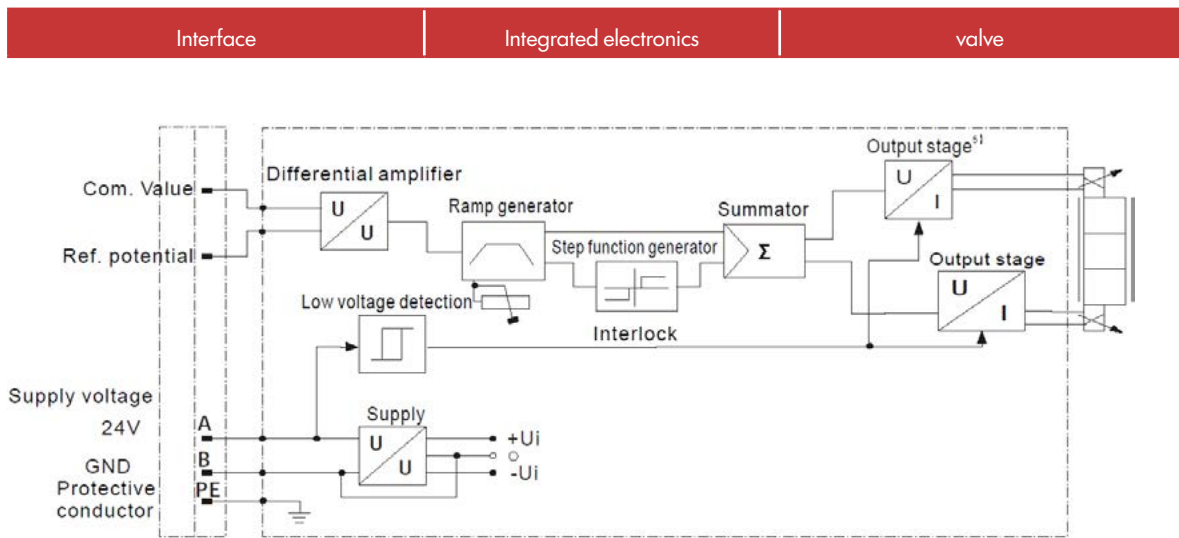 Interface
Integrated electronics
valve
Output stage⁵⁾
Com. Value
Differential amplifier
U
U
Ramp generator
Summator
U
I
Step function generator
Σ
Ref. potential
Output stage
U
I
Low voltage detection
Interlock
Supply voltage
24V
A
Supply
U
U
+Ui
B
-Ui
GND
Protective
conductor
PE